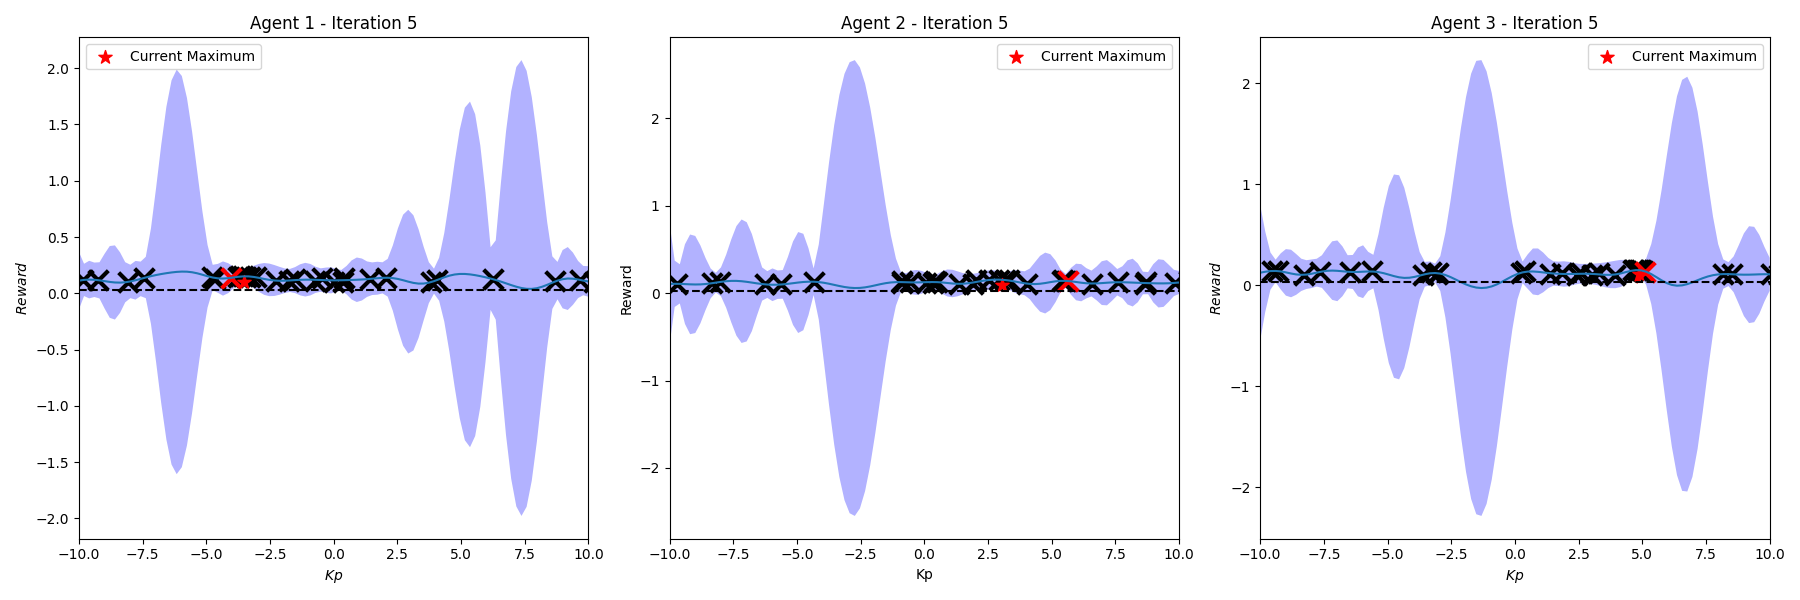 Agent 1 - Iteration 5
Current Maximum
2.0
1.5
1.0
0.5
0.0
−0.5
−1.0
−1.5
−2.0
Reward
−10.0 −7.5 −5.0 −2.5 0.0 2.5 5.0 7.5 10.0
Kp
Agent 2 - Iteration 5
Current Maximum
2
1
0
−1
−2
Reward
−10.0 −7.5 −5.0 −2.5 0.0 2.5 5.0 7.5 10.0
Kp
Agent 3 - Iteration 5
Current Maximum
2
1
0
−1
−2
Reward
−10.0 −7.5 −5.0 −2.5 0.0 2.5 5.0 7.5 10.0
Kp